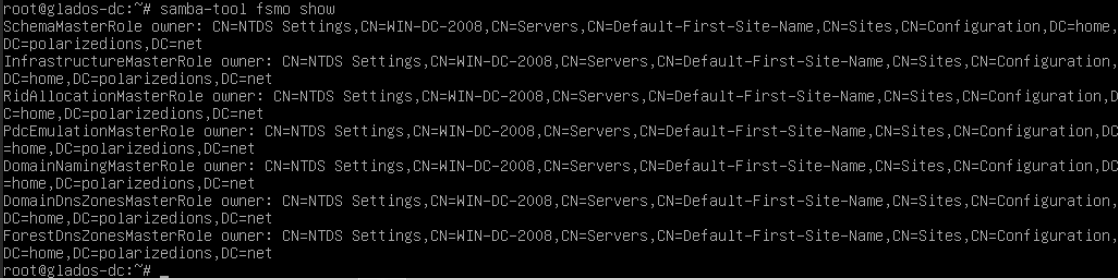 root@glados-dc:~# samba-tool fsmo show
SchemaMasterRole owner: CN=NTDS Settings,CN=WIN-DC-2008,CN=Servers,CN=Default-First-Site-Name,CN=Sites,CN=Configuration,DC=home,
DC=polarizedions,DC=net
InfrastructureMasterRole owner: CN=NTDS Settings,CN=WIN-DC-2008,CN=Servers,CN=Default-First-Site-Name,CN=Sites,CN=Configuration,
DC=home,DC=polarizedions,DC=net
RidAllocationMasterRole owner: CN=NTDS Settings,CN=WIN-DC-2008,CN=Servers,CN=Default-First-Site-Name,CN=Sites,CN=Configuration,D
C=home,DC=polarizedions,DC=net
PdcEmulationMasterRole owner: CN=NTDS Settings,CN=WIN-DC-2008,CN=Servers,CN=Default-First-Site-Name,CN=Sites,CN=Configuration,DC
=home,DC=polarizedions,DC=net
DomainNamingMasterRole owner: CN=NTDS Settings,CN=WIN-DC-2008,CN=Servers,CN=Default-First-Site-Name,CN=Sites,CN=Configuration,DC
=home,DC=polarizedions,DC=net
DomainDnsZonesMasterRole owner: CN=NTDS Settings,CN=WIN-DC-2008,CN=Servers,CN=Default-First-Site-Name,CN=Sites,CN=Configuration,
DC=home,DC=polarizedions,DC=net
ForestDnsZonesMasterRole owner: CN=NTDS Settings,CN=WIN-DC-2008,CN=Servers,CN=Default-First-Site-Name,CN=Sites,CN=Configuration,
DC=home,DC=polarizedions,DC=net
root@glados-dc:~# _